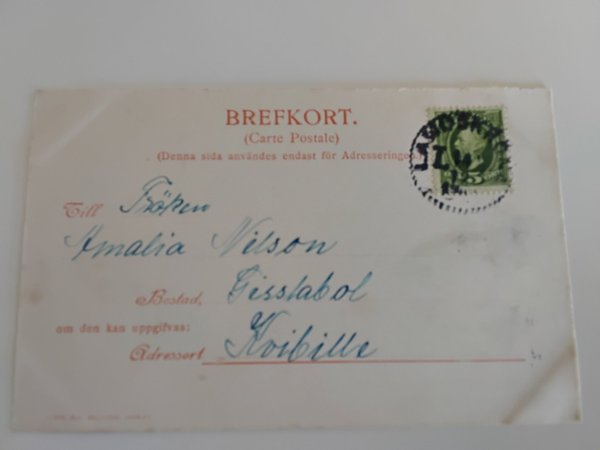 BREFKORT.
(Carte Postale)
(Denna sida användes endast för Adresseringen.)
Till Fröken
Amalia Nilson
Bostad, Gisslabol
om den kan uppgifvas:
Adressort Kvibille